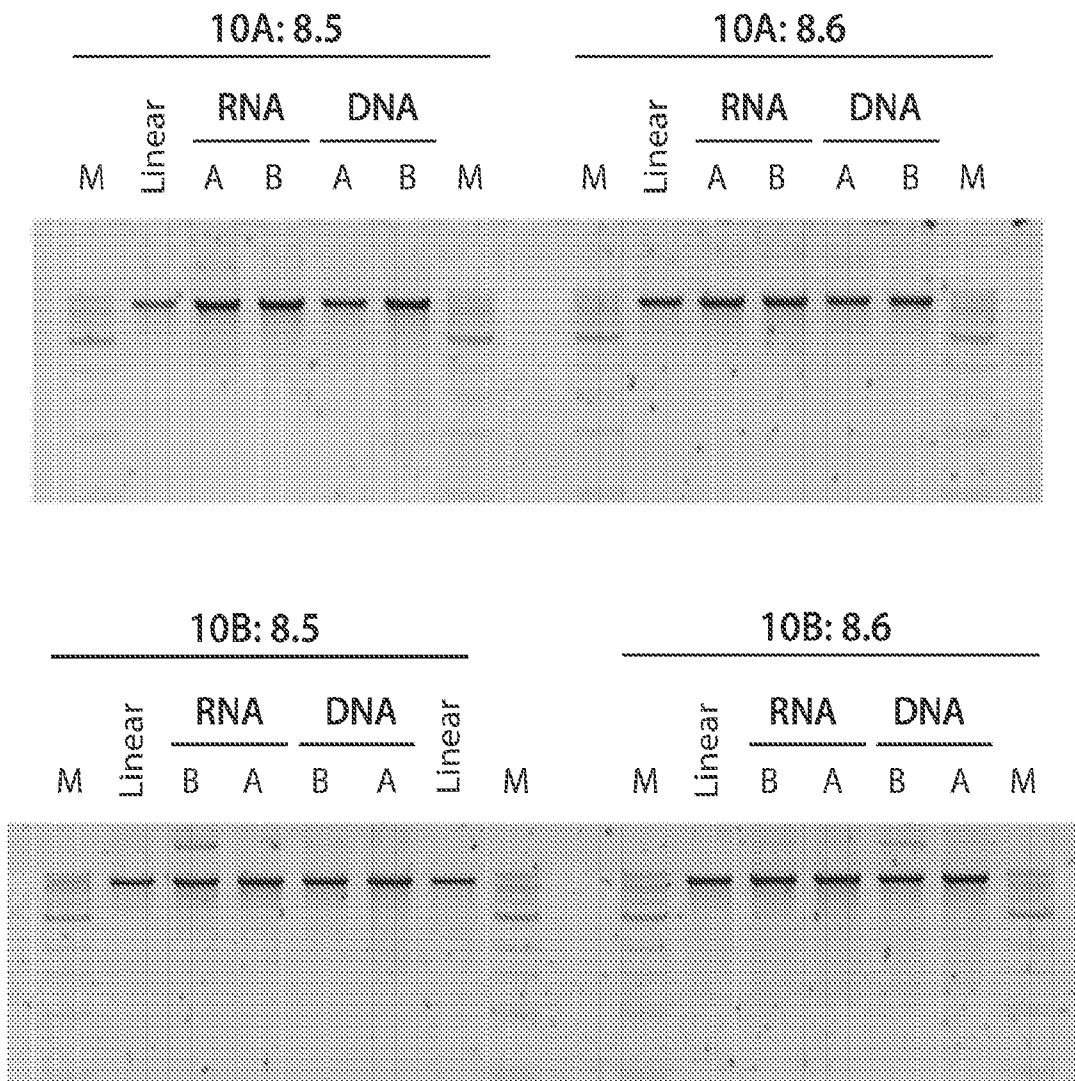 10A: 8.5 10A: 8.6
RNA DNA RNA DNA
M Linear A B A B M M Linear A B A B M
10B: 8.5 10B: 8.6
RNA DNA RNA DNA
M Linear B A B A Linear M M Linear B A B A M